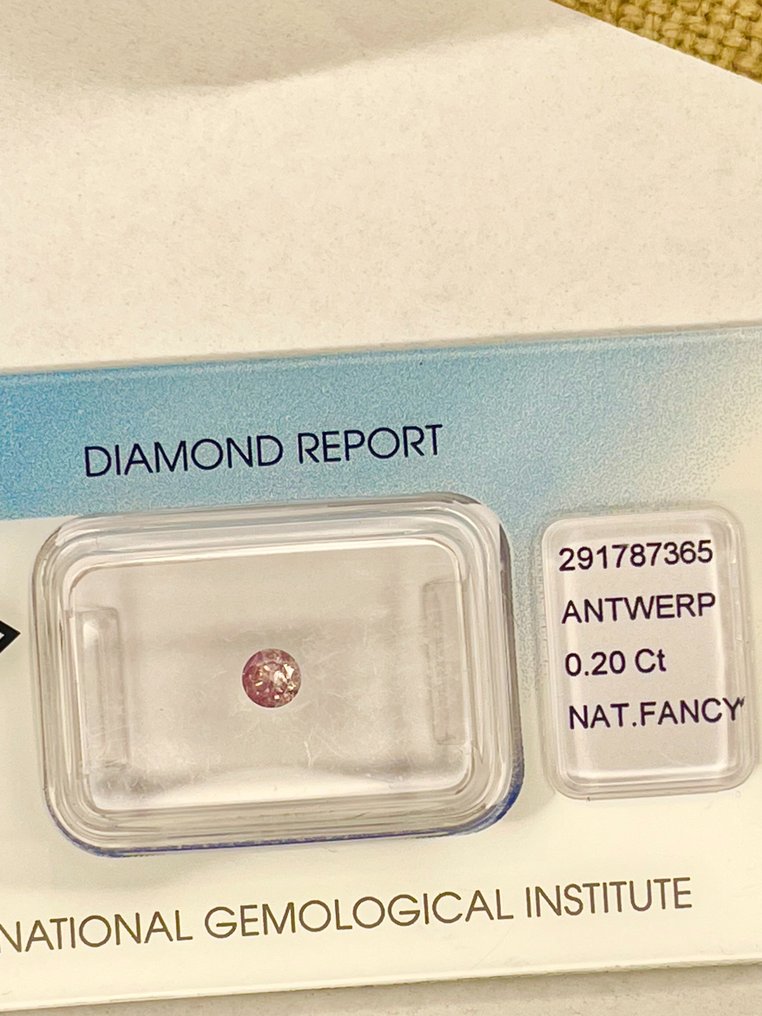 DIAMOND REPORT
291787365
ANTWERP
0.20 Ct
NAT.FANCY
NATIONAL GEMOLOGICAL INSTITUTE